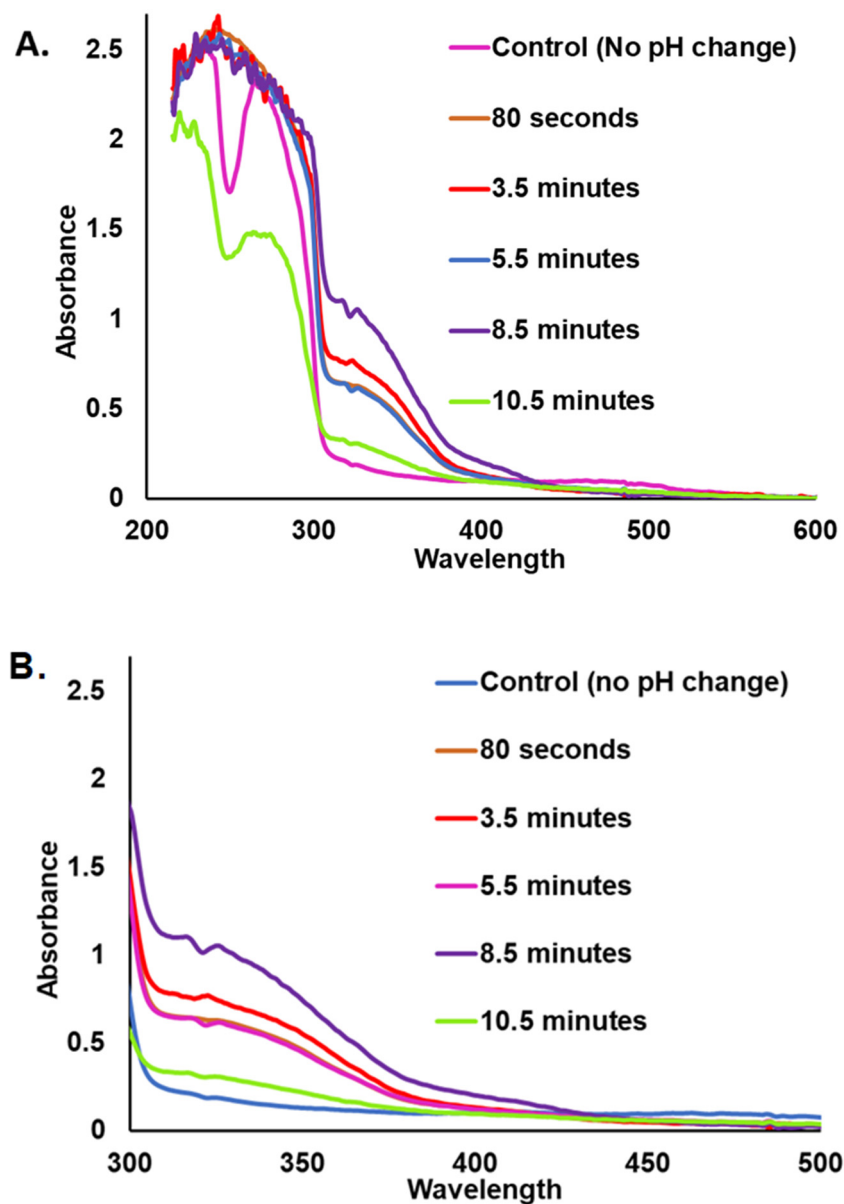 A.
2.5
2
1.5
1
0.5
0
Absorbance
200
300
400
500
600
Wavelength
Control (No pH change)
80 seconds
3.5 minutes
5.5 minutes
8.5 minutes
10.5 minutes
B.
2.5
2
1.5
1
0.5
0
Absorbance
300
350
400
450
500
Wavelength
Control (no pH change)
80 seconds
3.5 minutes
5.5 minutes
8.5 minutes
10.5 minutes